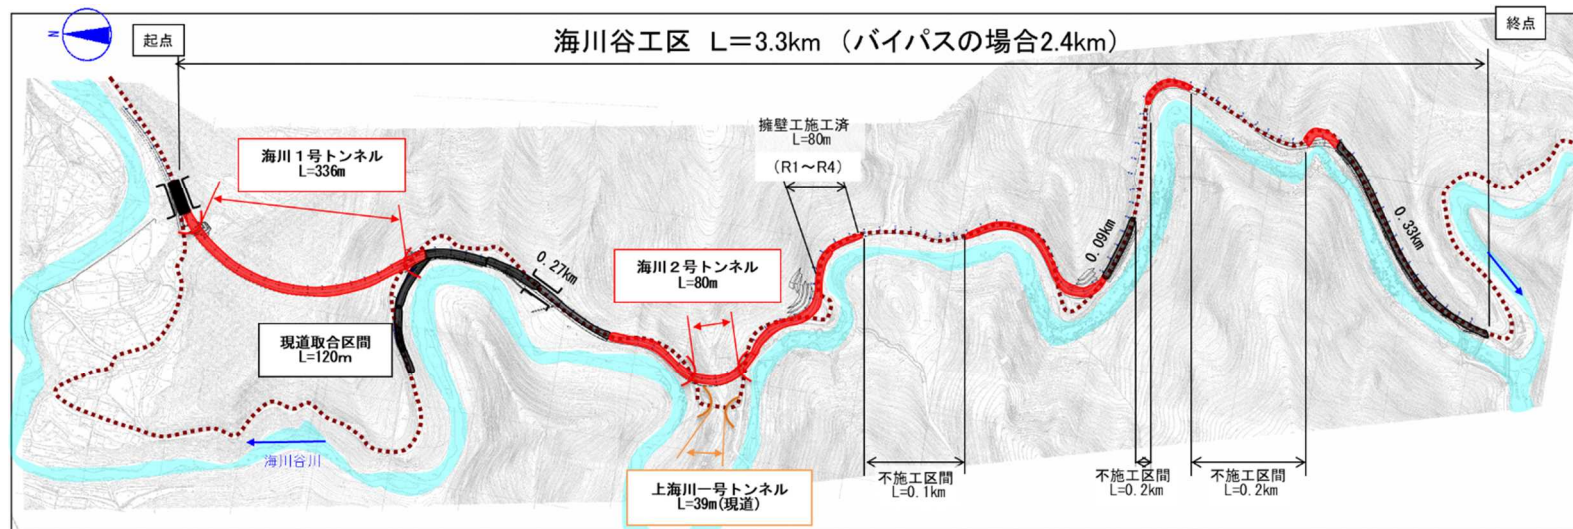 N
起点
海川谷工区 L=3.3km (バイパスの場合2.4km)
終点
擁壁工施工済
L=80m
(R1～R4)
海川1号トンネル
L=336m
0.27km
海川2号トンネル
L=80m
0.09km
0.33km
現道取合区間
L=120m
海川谷川
上海川一号トンネル
L=39m(現道)
不施工区間
L=0.1km
不施工区間
L=0.2km
不施工区間
L=0.2km